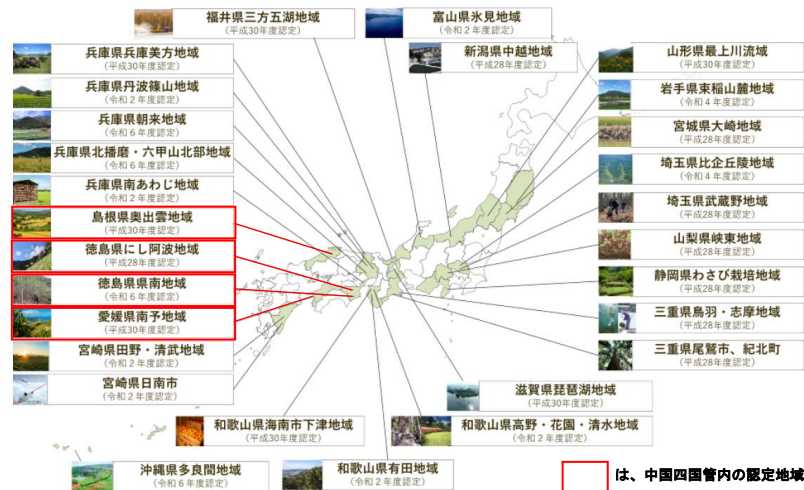 福井県三方五湖地域
(平成30年度認定)
富山県氷見地域
(令和2年度認定)
新潟県中越地域
(平成28年度認定)
兵庫県兵庫美方地域
(平成30年度認定)
兵庫県丹波篠山地域
(令和2年度認定)
兵庫県朝来地域
(令和6年度認定)
兵庫県北播磨・六甲山北部地域
(令和6年度認定)
兵庫県南あわじ地域
(令和2年度認定)
島根県奥出雲地域
(平成30年度認定)
徳島県にし阿波地域
(平成28年度認定)
徳島県県南地域
(令和6年度認定)
愛媛県南予地域
(平成30年度認定)
宮崎県田野・清武地域
(令和2年度認定)
宮崎県日南市
(令和2年度認定)
山形県最上川流域
(平成30年度認定)
岩手県束稲山麓地域
(令和4年度認定)
宮城県大崎地域
(平成28年度認定)
埼玉県比企丘陵地域
(令和4年度認定)
埼玉県武蔵野地域
(平成28年度認定)
山梨県峡東地域
(平成28年度認定)
静岡県わさび栽培地域
(平成28年度認定)
三重県鳥羽・志摩地域
(平成28年度認定)
三重県尾鷲市、紀北町
(平成28年度認定)
滋賀県琵琶湖地域
(平成30年度認定)
和歌山県海南市下津地域
(平成30年度認定)
和歌山県高野・花園・清水地域
(令和2年度認定)
沖縄県多良間地域
(令和6年度認定)
和歌山県有田地域
(令和2年度認定)
は、中国四国管内の認定地域